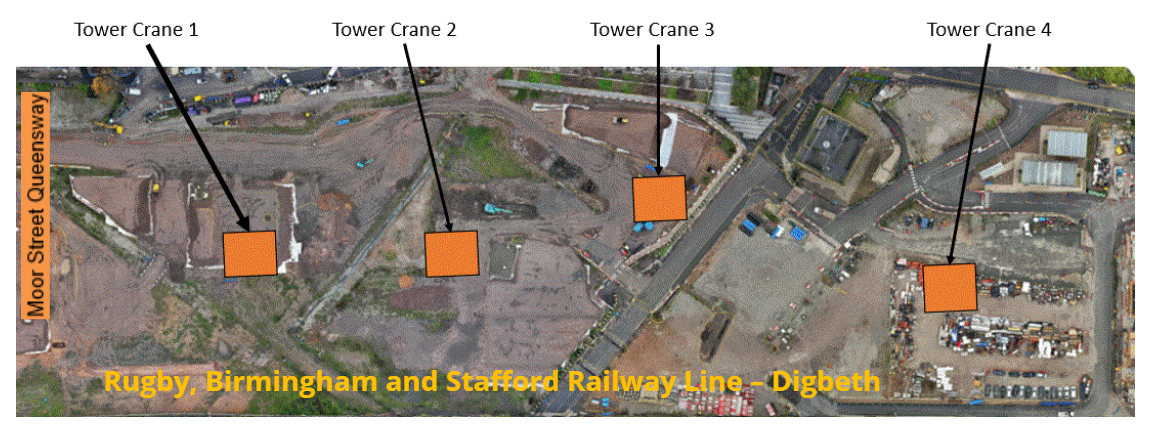 Tower Crane 1
Tower Crane 2
Tower Crane 3
Tower Crane 4
Moor Street Queensway
Rugby, Birmingham and Stafford Railway Line – Digbeth